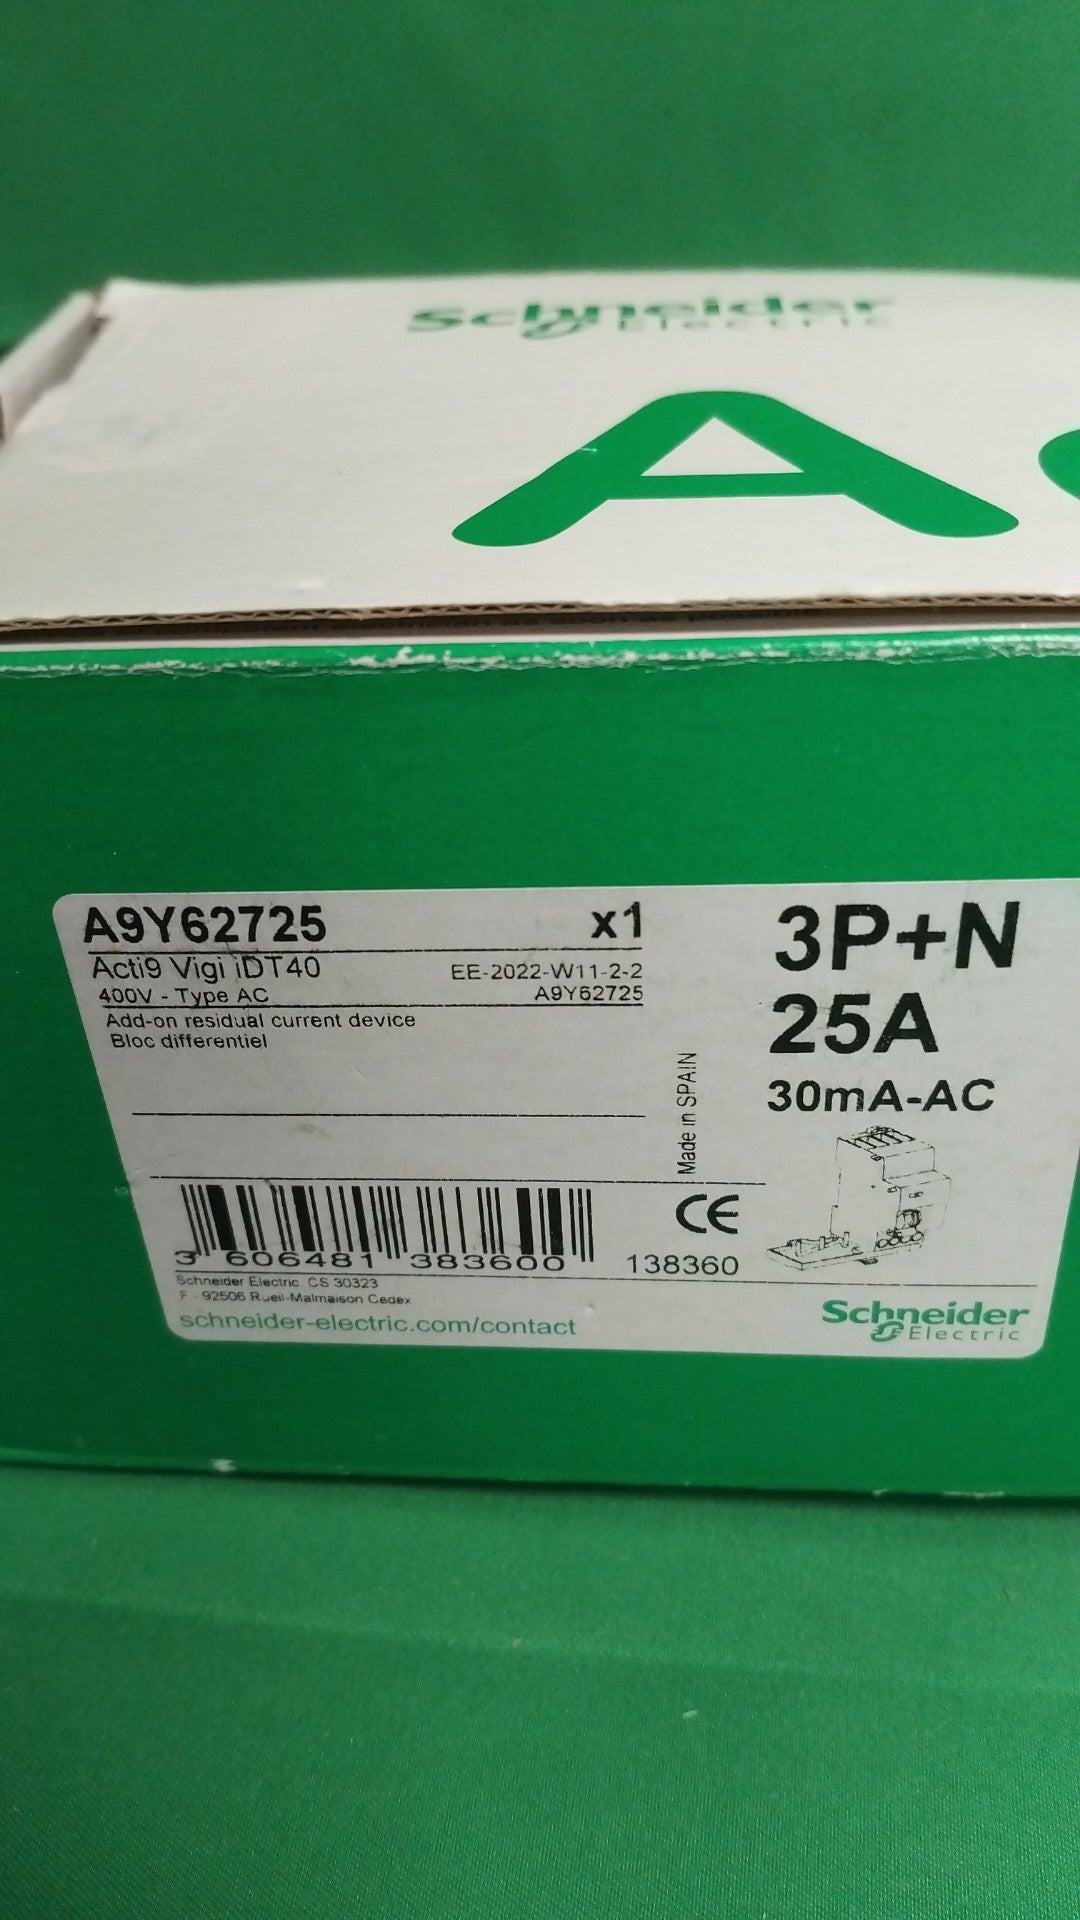 Schneider
Electric
A
A9Y62725 x1
Acti9 Vigi iDT40 EE-2022-W11-2-2
400V - Type AC A9Y62725
Add-on residual current device
Bloc differentiel
3P+N
25A
30mA-AC
Made in SPAIN
CE
3 606481 383600 138360
Schneider Electric CS 30323
F - 92506 Rueil-Malmaison Cedex
schneider-electric.com/contact
Schneider
Electric